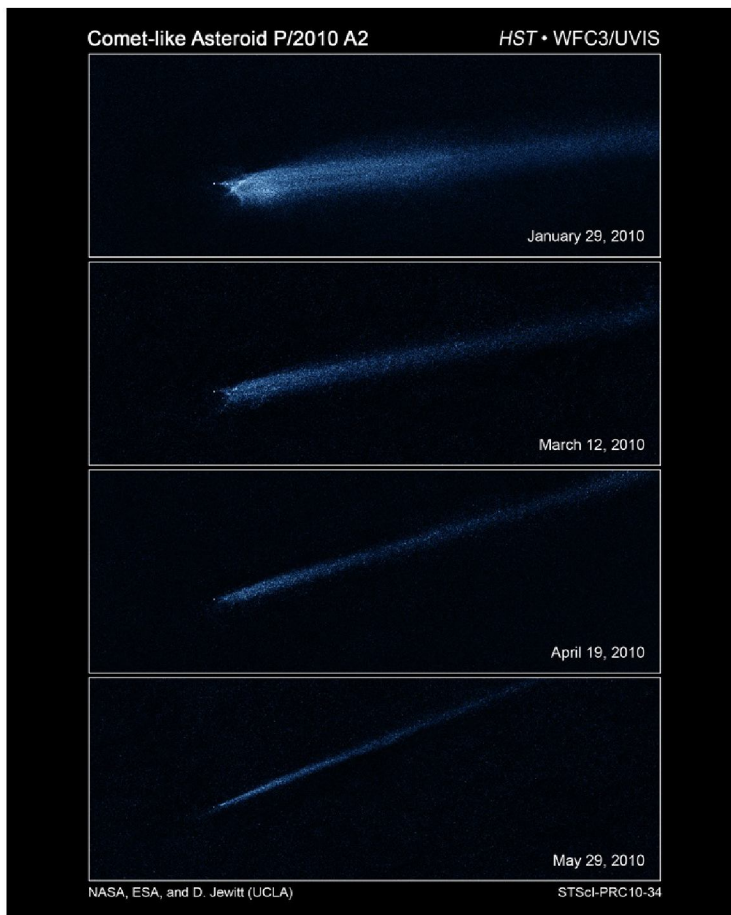 Comet-like Asteroid P/2010 A2 HST • WFC3/UVIS
January 29, 2010
March 12, 2010
April 19, 2010
May 29, 2010
NASA, ESA, and D. Jewitt (UCLA) STScI-PRC10-34